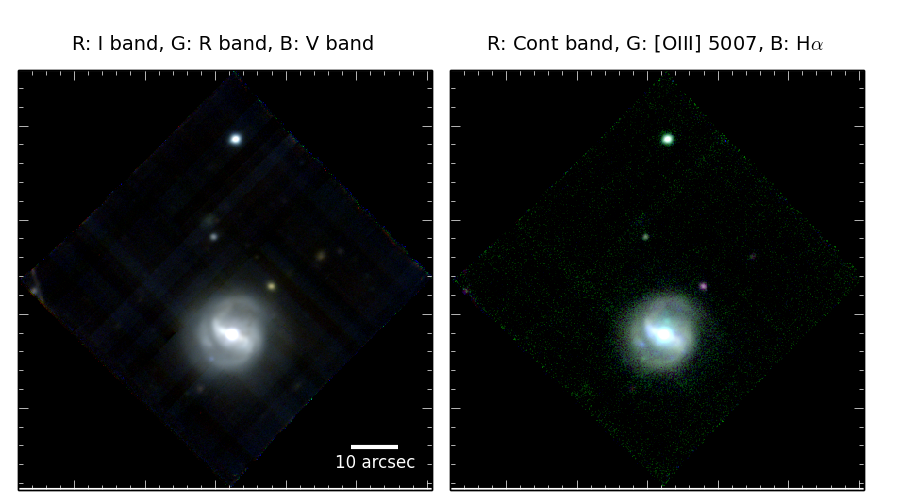 R: I band, G: R band, B: V band
R: Cont band, G: [OIII] 5007, B: Hα
10 arcsec